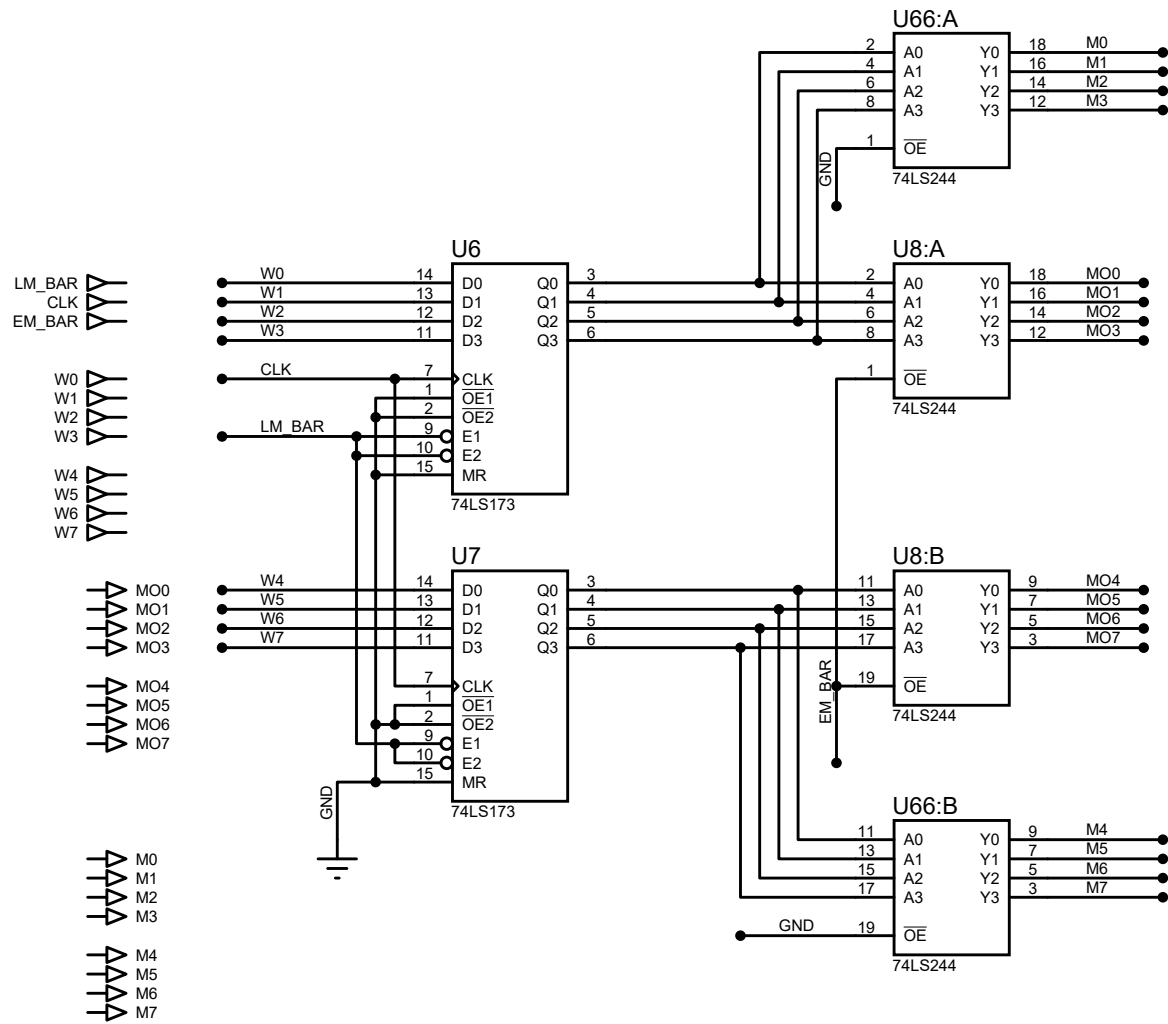 U66:A
2 A0 Y0 18 M0
4 A1 Y1 16 M1
6 A2 Y2 14 M2
8 A3 Y3 12 M3
1 OE
GND
74LS244
U6
U8:A
LM_BAR
CLK
EM_BAR
W0 14 D0 Q0 3
W1 13 D1 Q1 4
W2 12 D2 Q2 5
W3 11 D3 Q3 6
2 A0 Y0 18 MO0
4 A1 Y1 16 MO1
6 A2 Y2 14 MO2
8 A3 Y3 12 MO3
1 OE
74LS244
CLK 7 CLK
1 OE1
2 OE2
LM_BAR 9 E1
10 E2
15 MR
74LS173
W0
W1
W2
W3
W4
W5
W6
W7
U7
U8:B
W4 14 D0 Q0 3
W5 13 D1 Q1 4
W6 12 D2 Q2 5
W7 11 D3 Q3 6
11 A0 Y0 9 MO4
13 A1 Y1 7 MO5
15 A2 Y2 5 MO6
17 A3 Y3 3 MO7
19 OE
EM_BAR
74LS244
7 CLK
1 OE1
2 OE2
9 E1
10 E2
15 MR
74LS173
GND
MO0
MO1
MO2
MO3
MO4
MO5
MO6
MO7
U66:B
11 A0 Y0 9 M4
13 A1 Y1 7 M5
15 A2 Y2 5 M6
17 A3 Y3 3 M7
GND 19 OE
74LS244
M0
M1
M2
M3
M4
M5
M6
M7